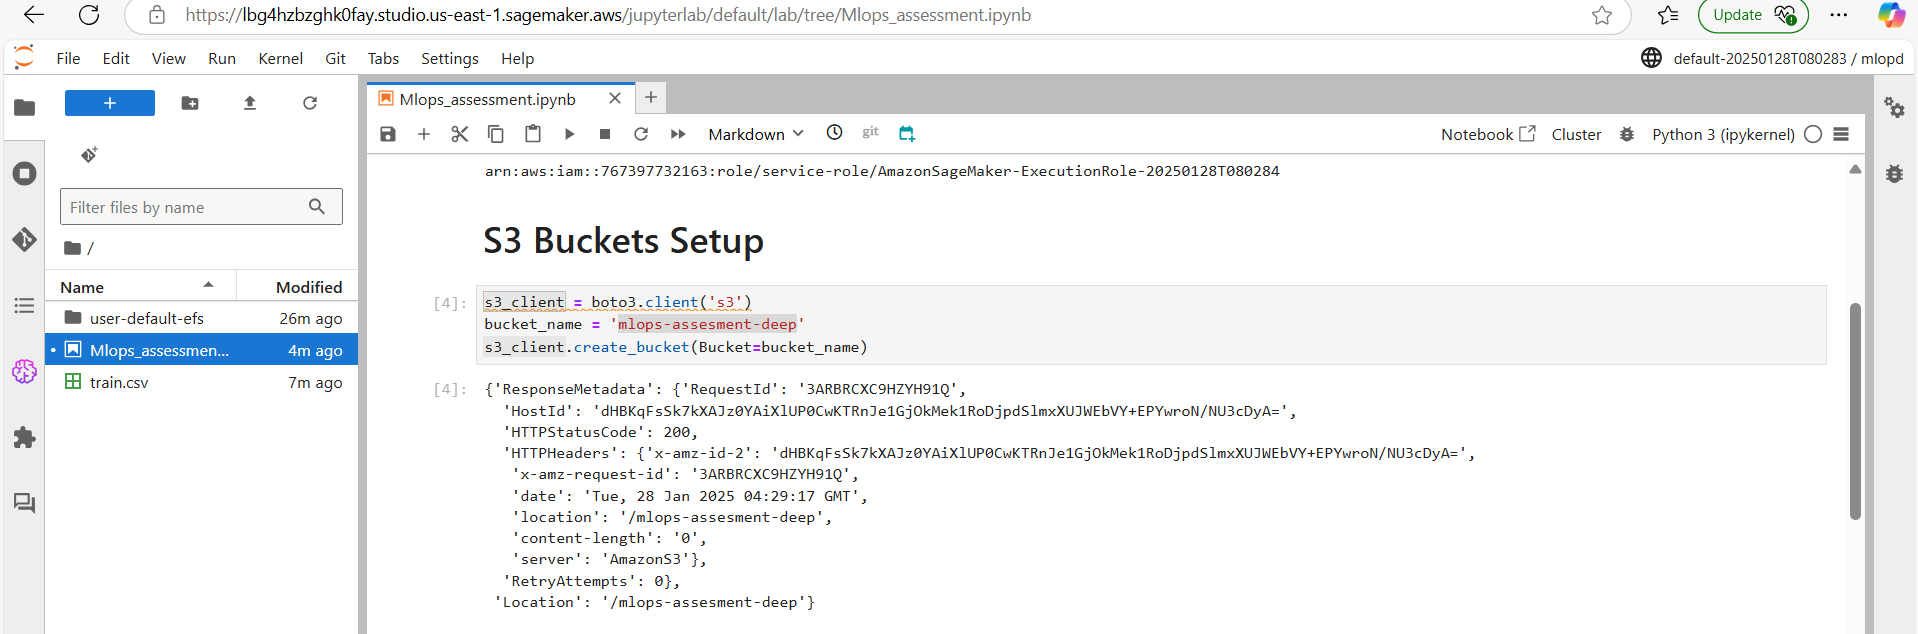 https://lbg4hzbzghk0fay.studio.us-east-1.sagemaker.aws/jupyterlab/default/lab/tree/Mlops_assessment.ipynb
Update
File Edit View Run Kernel Git Tabs Settings Help
default-20250128T080283 / mlopd
Mlops_assessment.ipynb
Markdown
git
Notebook
Cluster
Python 3 (ipykernel)
Filter files by name
/
Name Modified
user-default-efs 26m ago
Mlops_assessmen... 4m ago
train.csv 7m ago
arn:aws:iam::767397732163:role/service-role/AmazonSageMaker-ExecutionRole-20250128T080284
S3 Buckets Setup
[4]: s3_client = boto3.client('s3')
bucket_name = 'mlops-assesment-deep'
s3_client.create_bucket(Bucket=bucket_name)
[4]: {'ResponseMetadata': {'RequestId': '3ARBRCXC9HZYH91Q',
'HostId': 'dHBKqFsSk7kXAJz0YAiXlUP0CwKTRnJe1GjOkMek1RoDjpdSlmxXUJWEbVY+EPYwroN/NU3cDyA=',
'HTTPStatusCode': 200,
'HTTPHeaders': {'x-amz-id-2': 'dHBKqFsSk7kXAJz0YAiXlUP0CwKTRnJe1GjOkMek1RoDjpdSlmxXUJWEbVY+EPYwroN/NU3cDyA=',
'x-amz-request-id': '3ARBRCXC9HZYH91Q',
'date': 'Tue, 28 Jan 2025 04:29:17 GMT',
'location': '/mlops-assesment-deep',
'content-length': '0',
'server': 'AmazonS3'},
'RetryAttempts': 0},
'Location': '/mlops-assesment-deep'}